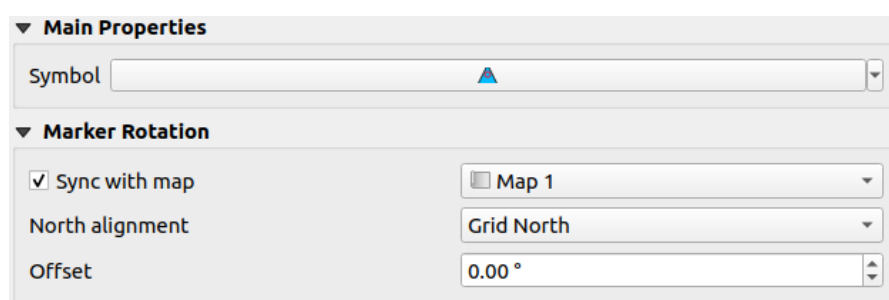 Main Properties
Symbol
Marker Rotation
Sync with map Map 1
North alignment Grid North
Offset 0.00 °